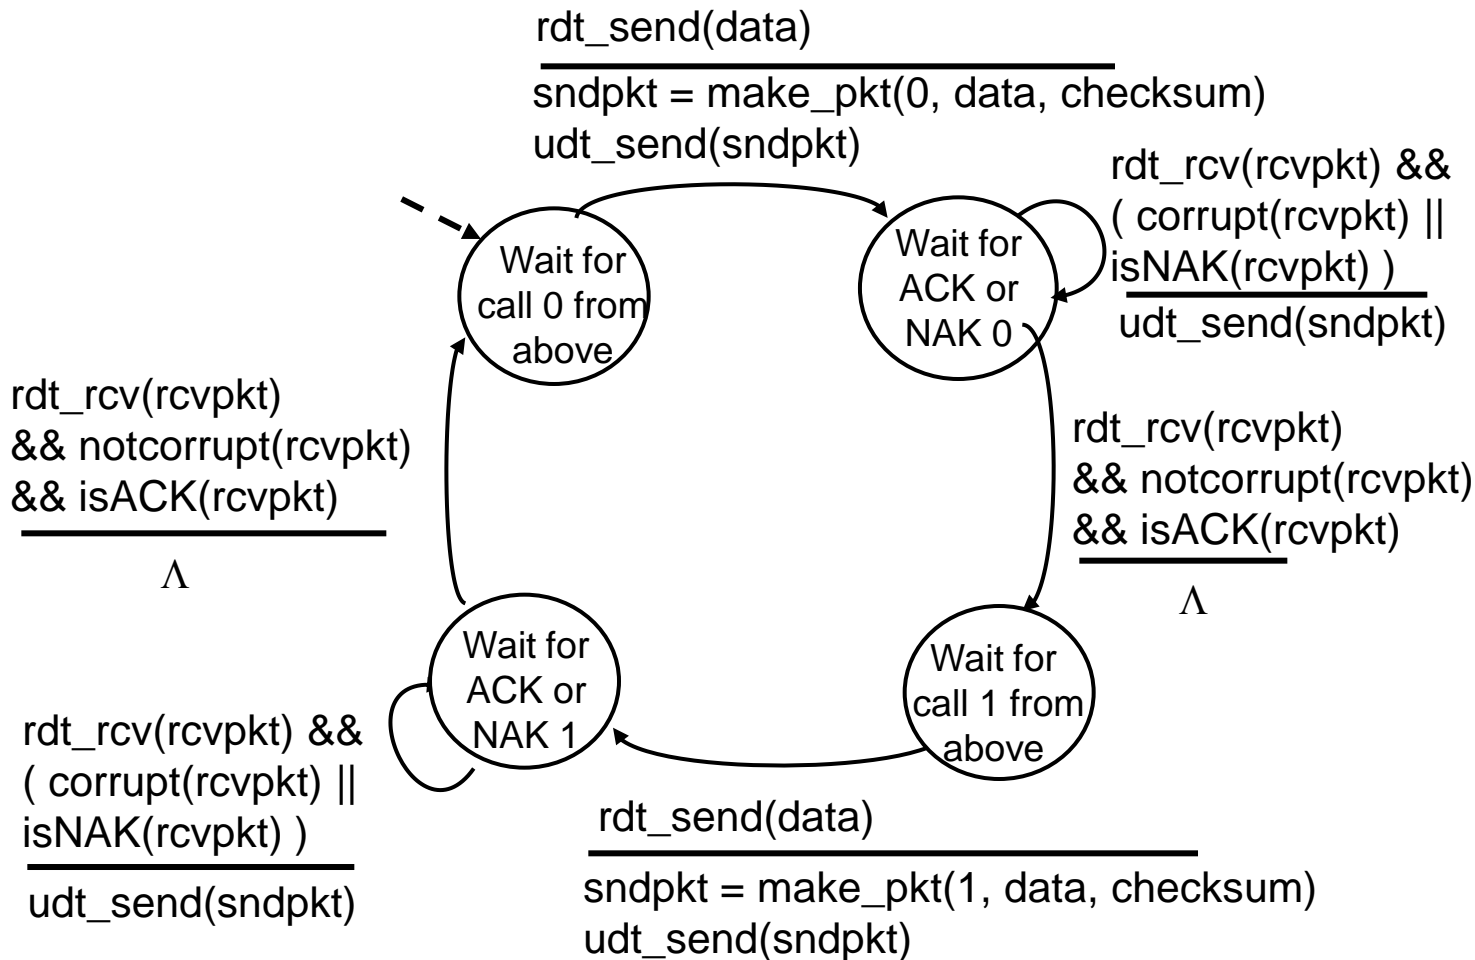 rdt_send(data)
sndpkt = make_pkt(0, data, checksum)
udt_send(sndpkt)
rdt_rcv(rcvpkt) &&
( corrupt(rcvpkt) ||
isNAK(rcvpkt) )
udt_send(sndpkt)
Wait for
call 0 from
above
Wait for
ACK or
NAK 0
rdt_rcv(rcvpkt)
&& notcorrupt(rcvpkt)
&& isACK(rcvpkt)
Λ
rdt_rcv(rcvpkt)
&& notcorrupt(rcvpkt)
&& isACK(rcvpkt)
Λ
Wait for
ACK or
NAK 1
Wait for
call 1 from
above
rdt_rcv(rcvpkt) &&
( corrupt(rcvpkt) ||
isNAK(rcvpkt) )
udt_send(sndpkt)
rdt_send(data)
sndpkt = make_pkt(1, data, checksum)
udt_send(sndpkt)